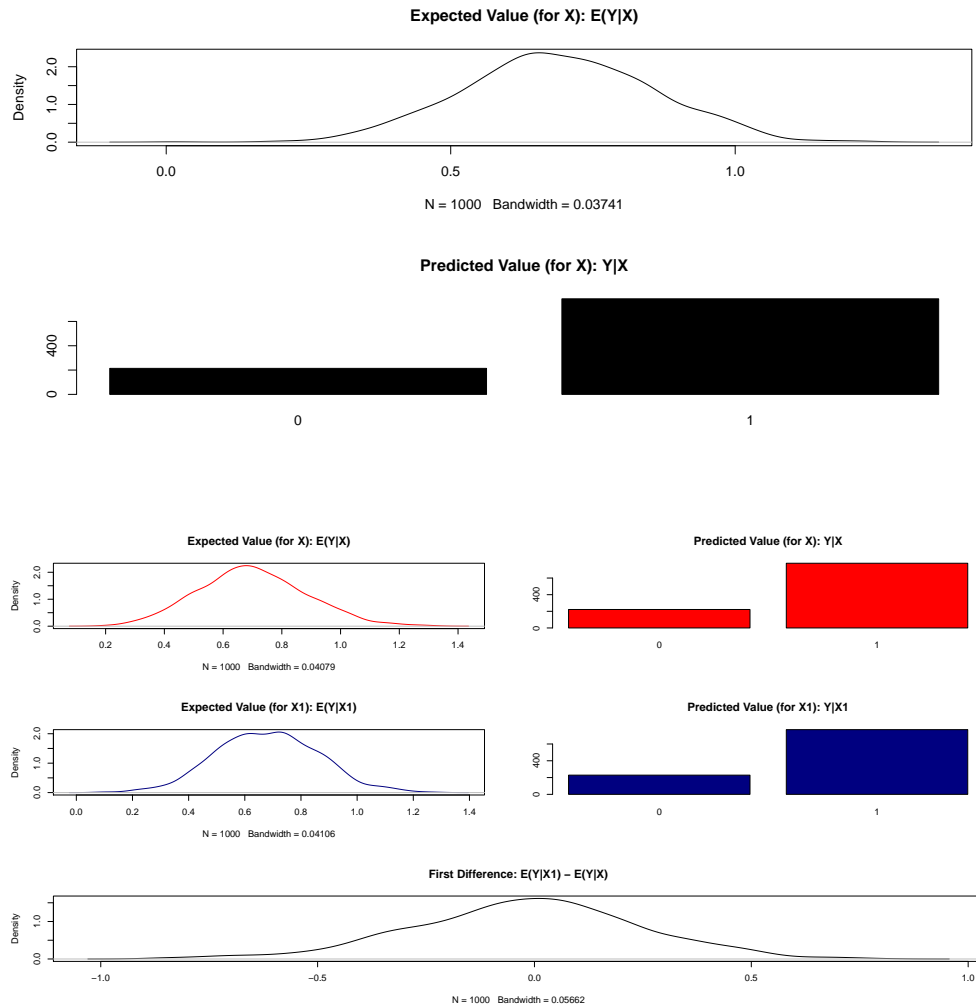 Expected Value (for X): E(Y|X)
Density
0.0 1.0 2.0
0.0 0.5 1.0
N = 1000 Bandwidth = 0.03741
Predicted Value (for X): Y|X
0 400
0 1
Expected Value (for X): E(Y|X)
Density
0.0 1.0 2.0
0.2 0.4 0.6 0.8 1.0 1.2 1.4
N = 1000 Bandwidth = 0.04079
Predicted Value (for X): Y|X
0 400
0 1
Expected Value (for X1): E(Y|X1)
Density
0.0 1.0 2.0
0.0 0.2 0.4 0.6 0.8 1.0 1.2 1.4
N = 1000 Bandwidth = 0.04106
Predicted Value (for X1): Y|X1
0 400
0 1
First Difference: E(Y|X1) − E(Y|X)
Density
0.0 1.0
−1.0 −0.5 0.0 0.5 1.0
N = 1000 Bandwidth = 0.05662